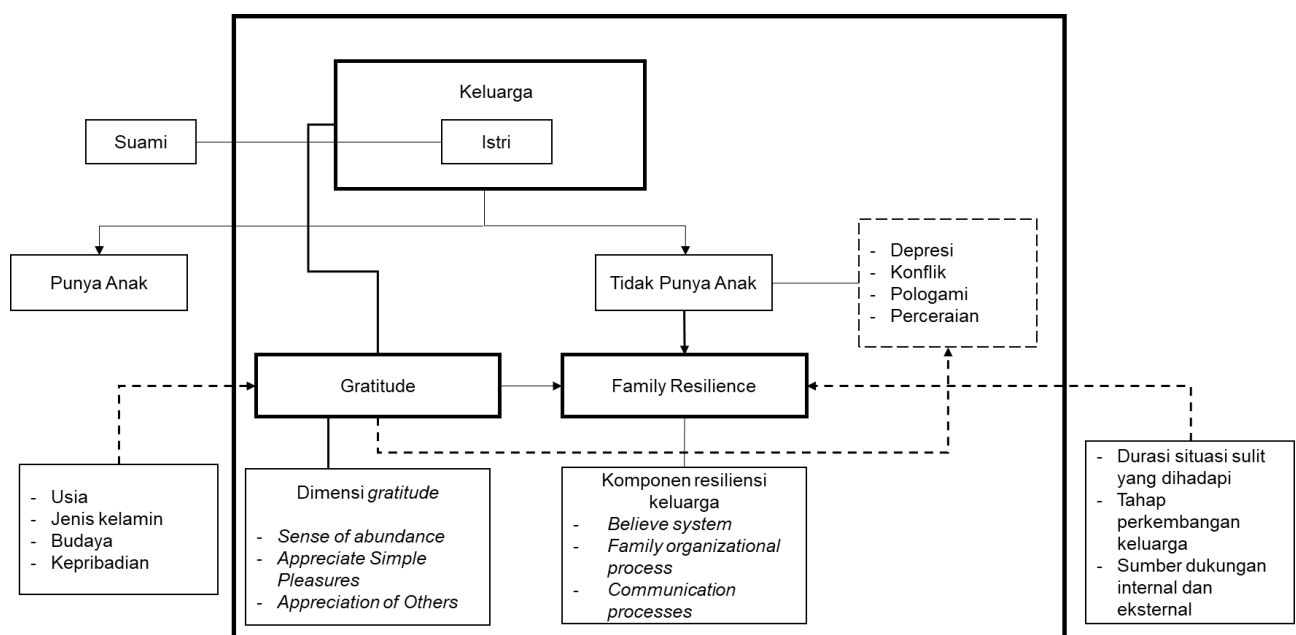 Keluarga
Suami
Istri
Punya Anak
Tidak Punya Anak
- Depresi
- Konflik
- Pologami
- Perceraian
Gratitude
Family Resilience
- Usia
- Jenis kelamin
- Budaya
- Kepribadian
Dimensi gratitude
- Sense of abundance
- Appreciate Simple
Pleasures
- Appreciation of Others
Komponen resiliensi
keluarga
- Believe system
- Family organizational
process
- Communication
processes
- Durasi situasi sulit
yang dihadapi
- Tahap
perkembangan
keluarga
- Sumber dukungan
internal dan
eksternal